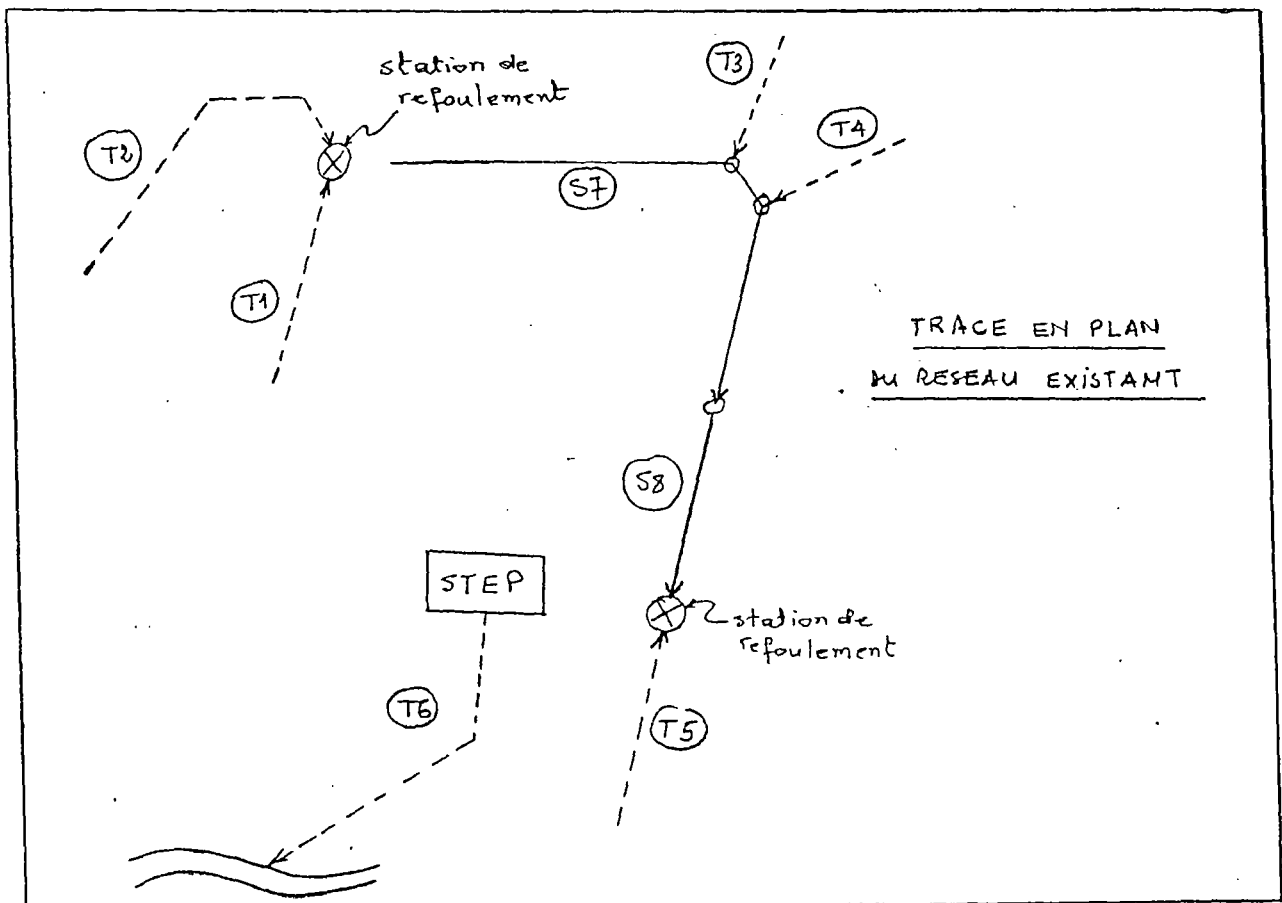 station de
refoulement
T3
T4
T2
S7
T1
TRACE EN PLAN
DU RESEAU EXISTANT
S8
STEP
station de
refoulement
T6
T5